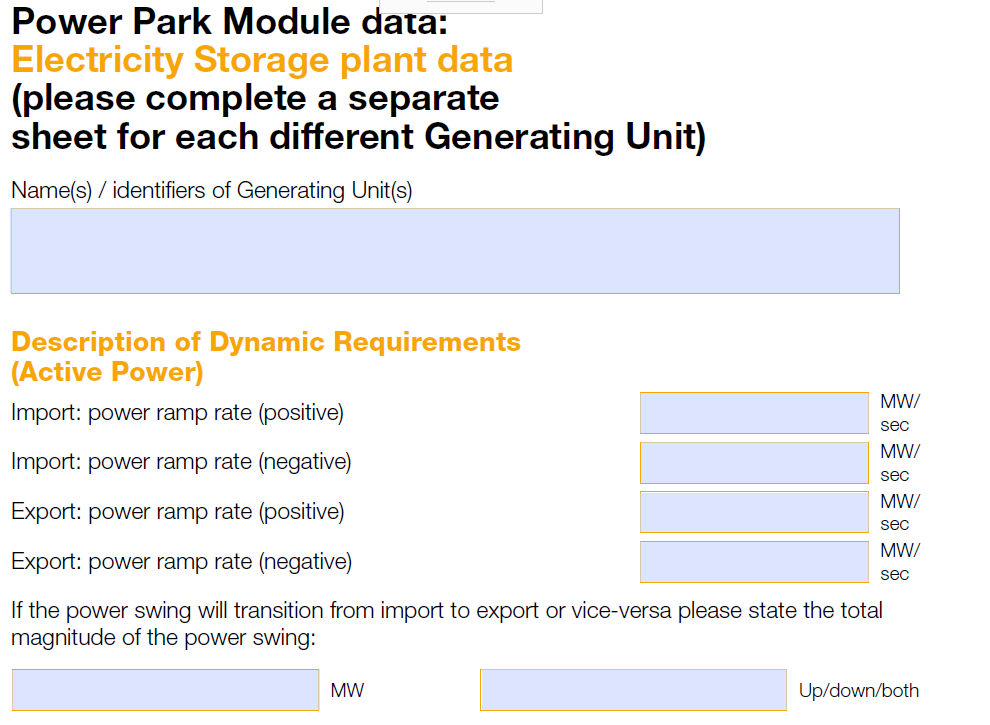 Power Park Module data:
Electricity Storage plant data
(please complete a separate
sheet for each different Generating Unit)
Name(s) / identifiers of Generating Unit(s)
Description of Dynamic Requirements
(Active Power)
Import: power ramp rate (positive)
MW/
sec
Import: power ramp rate (negative)
MW/
sec
Export: power ramp rate (positive)
MW/
sec
Export: power ramp rate (negative)
MW/
sec
If the power swing will transition from import to export or vice-versa please state the total
magnitude of the power swing:
MW
Up/down/both